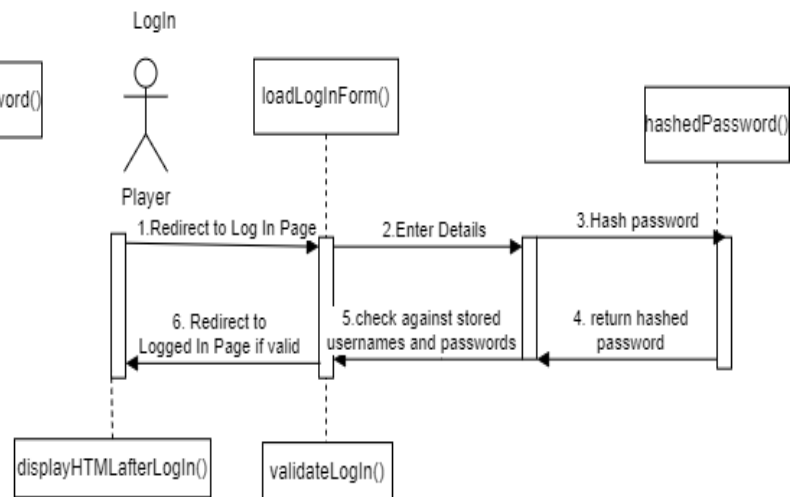 LogIn
word()
loadLogInForm()
hashedPassword()
Player
1.Redirect to Log In Page
2.Enter Details
3.Hash password
6. Redirect to
Logged In Page if valid
5.check against stored
usernames and passwords
4. return hashed
password
displayHTMLafterLogIn()
validateLogIn()